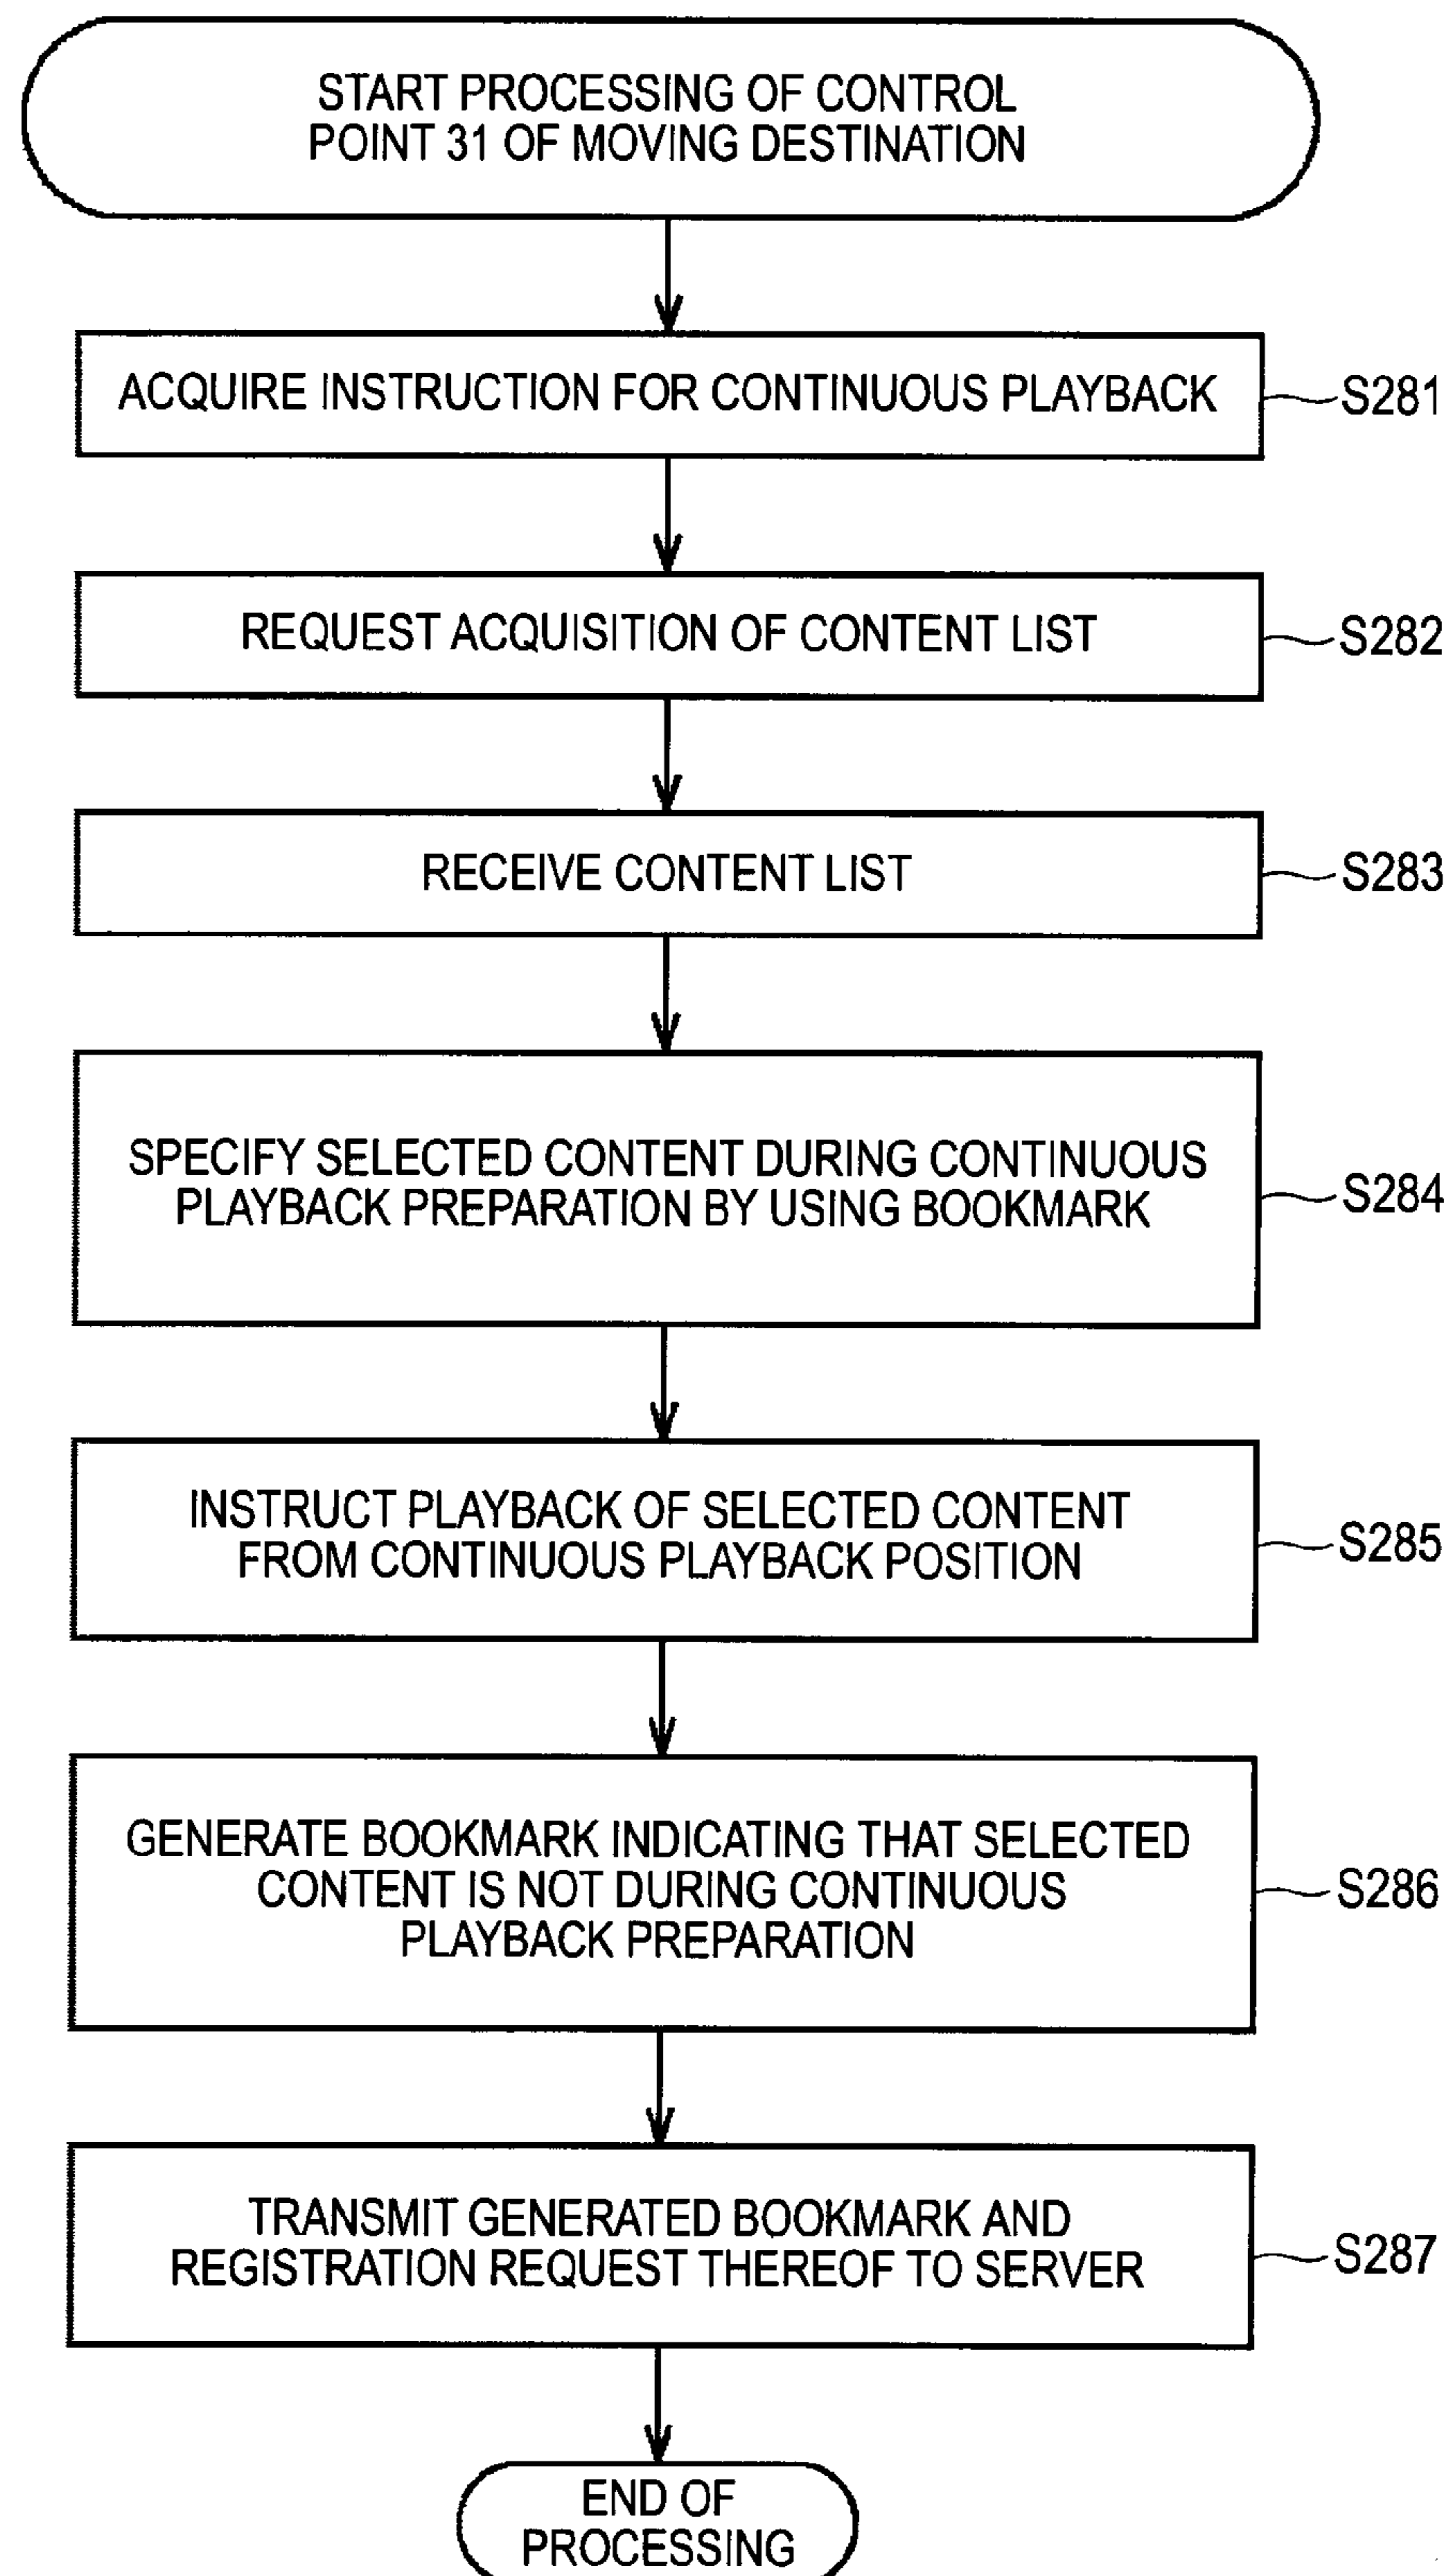 START PROCESSING OF CONTROL
POINT 31 OF MOVING DESTINATION
ACQUIRE INSTRUCTION FOR CONTINUOUS PLAYBACK
S281
REQUEST ACQUISITION OF CONTENT LIST
S282
RECEIVE CONTENT LIST
S283
SPECIFY SELECTED CONTENT DURING CONTINUOUS
PLAYBACK PREPARATION BY USING BOOKMARK
S284
INSTRUCT PLAYBACK OF SELECTED CONTENT
FROM CONTINUOUS PLAYBACK POSITION
S285
GENERATE BOOKMARK INDICATING THAT SELECTED
CONTENT IS NOT DURING CONTINUOUS
PLAYBACK PREPARATION
S286
TRANSMIT GENERATED BOOKMARK AND
REGISTRATION REQUEST THEREOF TO SERVER
S287
END OF
PROCESSING